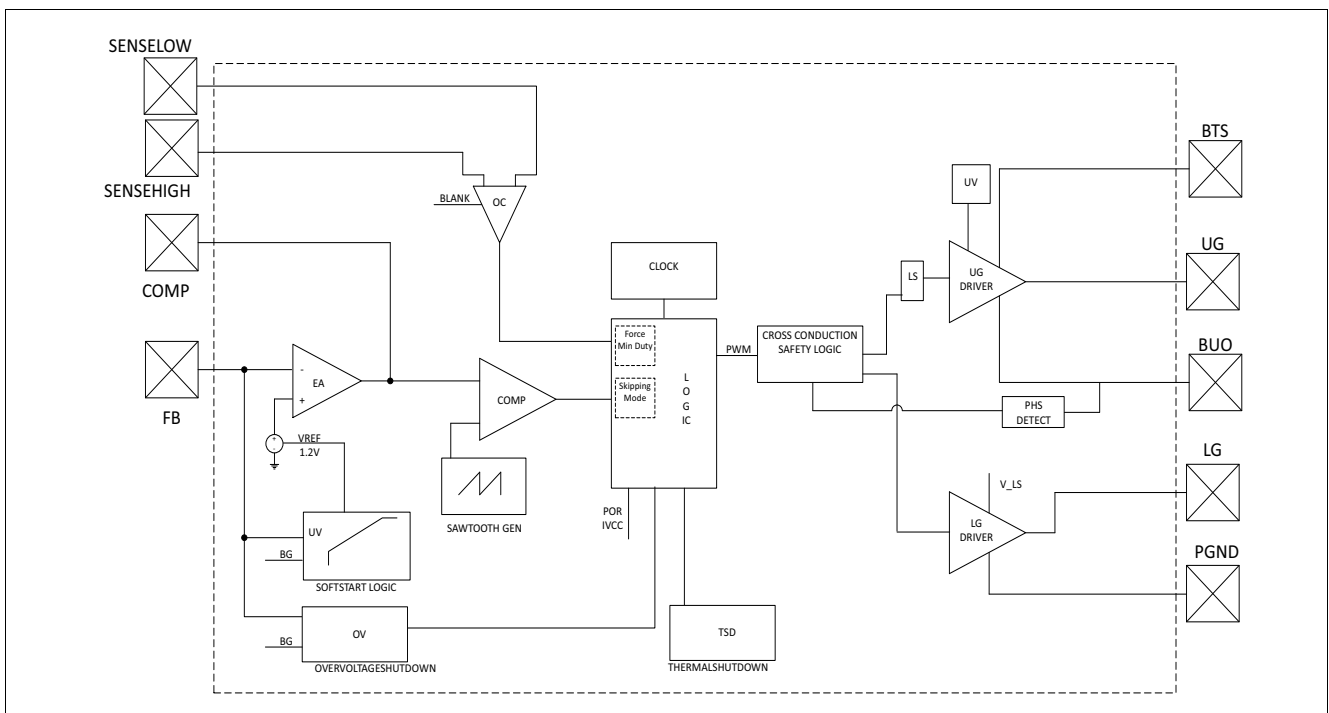 SENSELOW
SENSEHIGH
COMP
FB
BLANK
OC
CLOCK
Force
Min Duty
Skipping
Mode
L
O
G
IC
-
EA
+
+
-
VREF
1.2V
COMP
SAWTOOTH GEN
UV
BG
SOFTSTART LOGIC
OV
BG
OVERVOLTAGESHUTDOWN
POR
IVCC
TSD
THERMALSHUTDOWN
PWM
CROSS CONDUCTION
SAFETY LOGIC
LS
UV
UG
DRIVER
PHS
DETECT
V_LS
LG
DRIVER
BTS
UG
BUO
LG
PGND